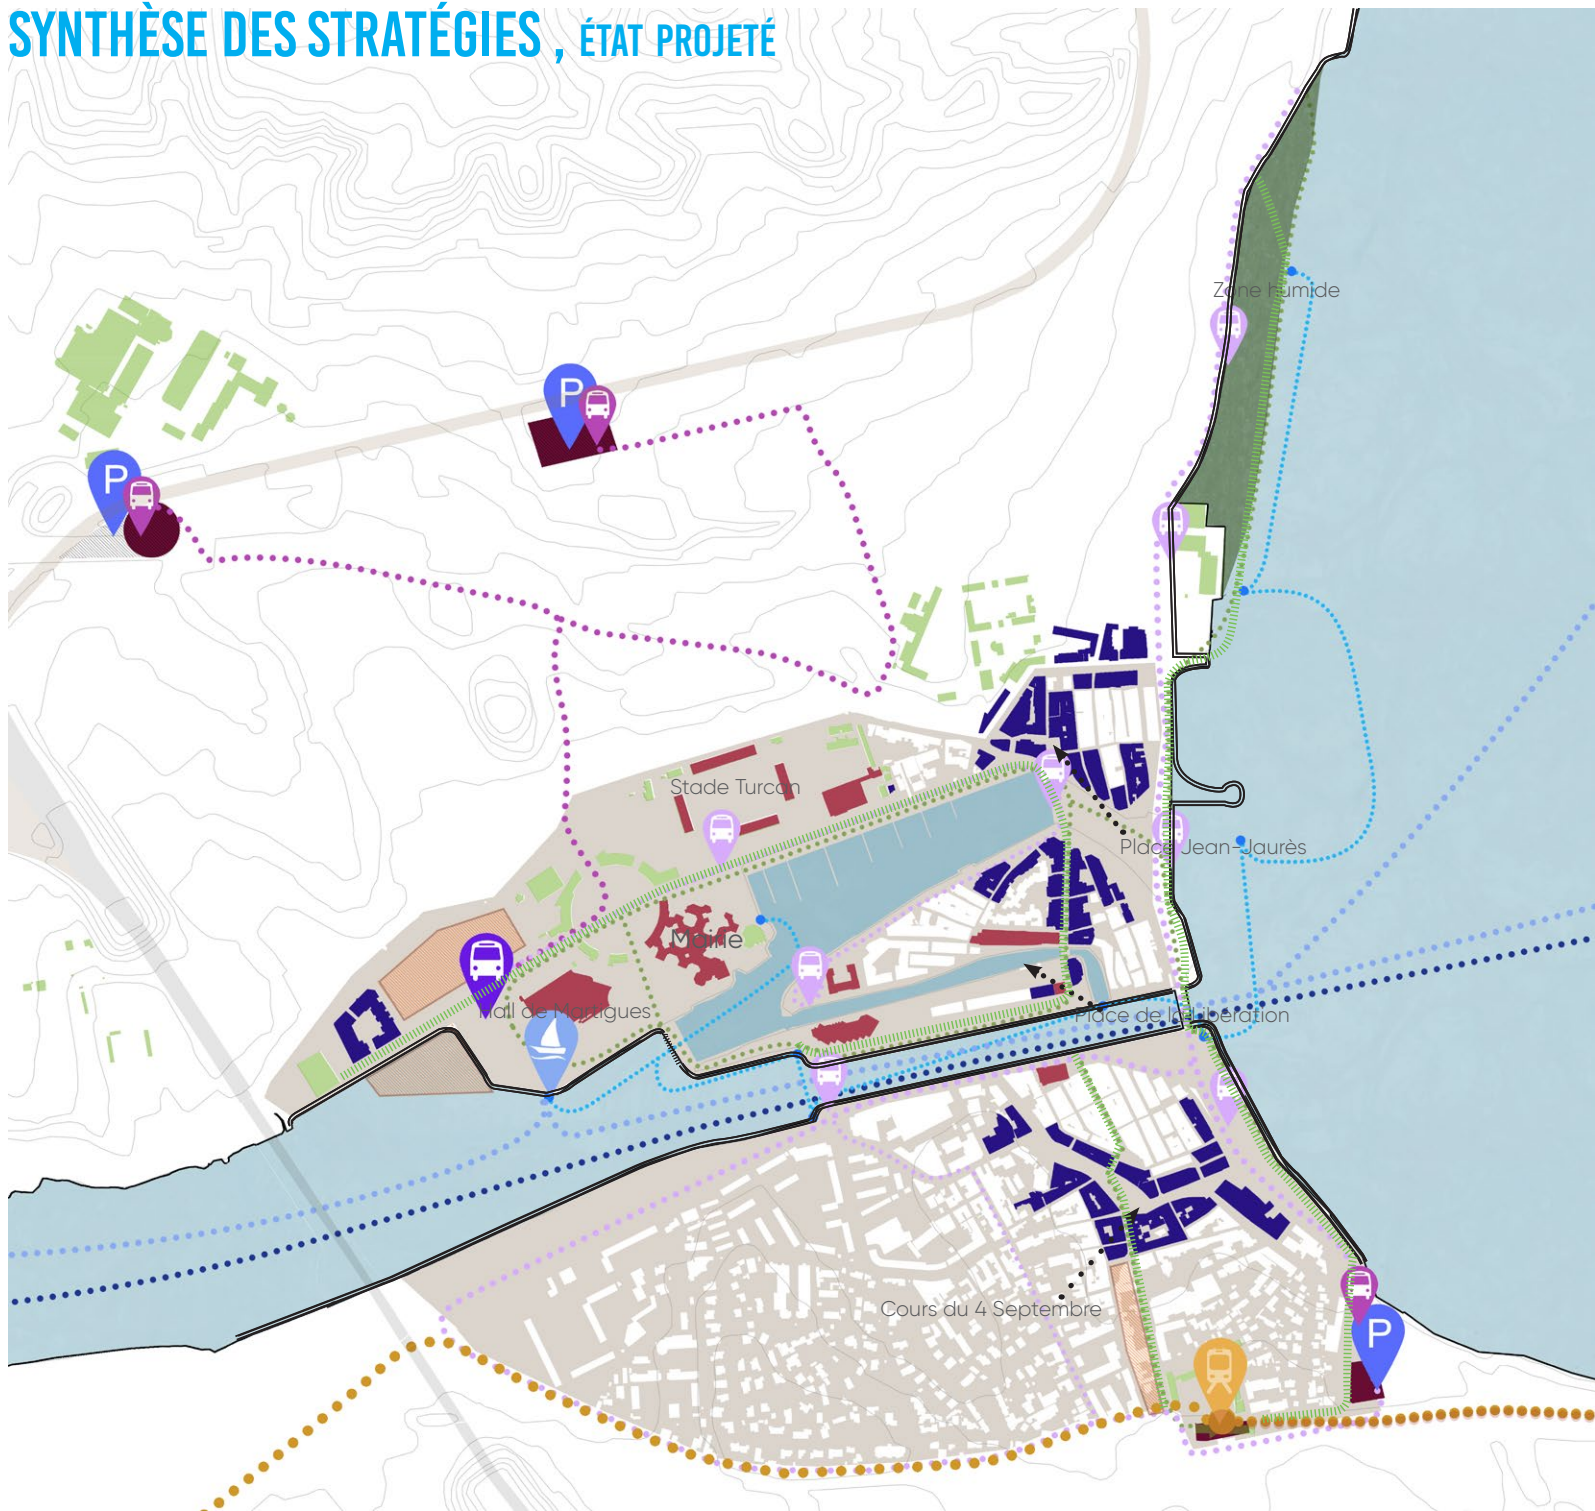 SYNTHÈSE DES STRATÉGIES , ÉTAT PROJETÉ
Zone humide
P
P
Stade Turcan
Place Jean-Jaurès
Mairie
Hall de Martigues
Place de la Libération
Cours du 4 Septembre
P